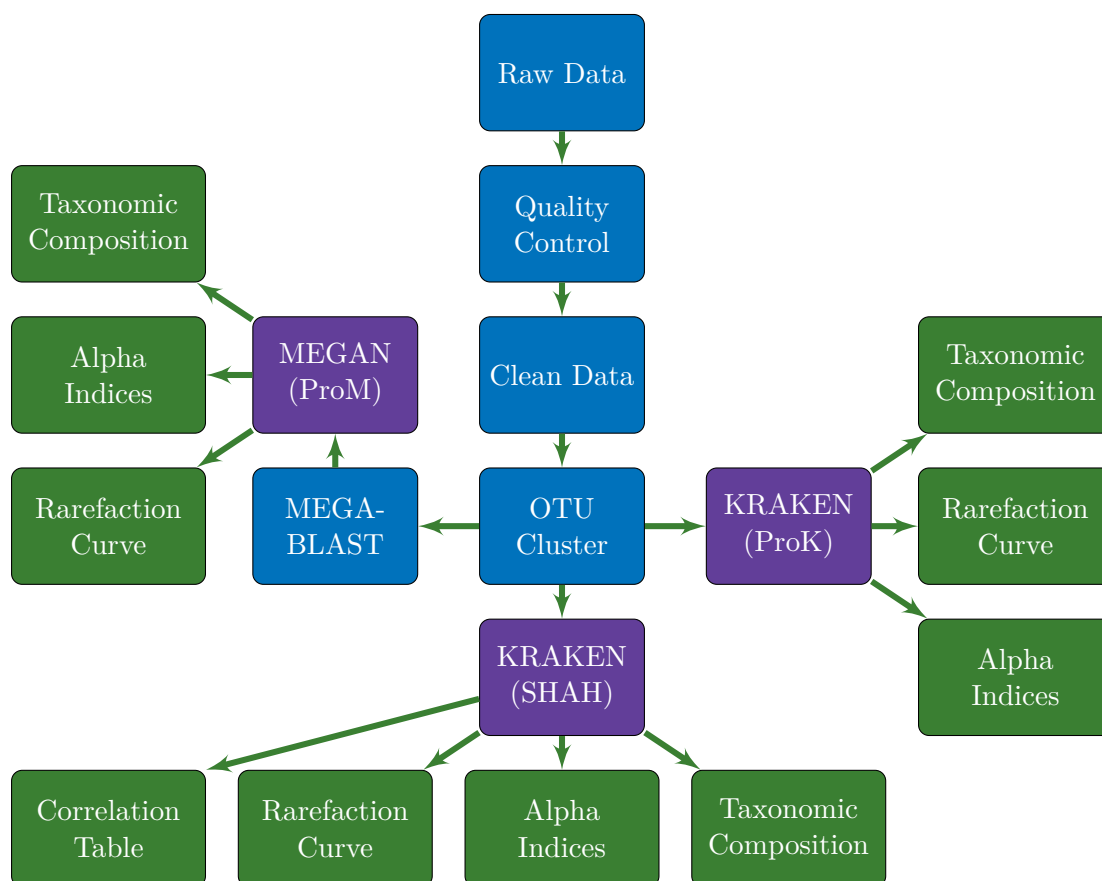 Raw Data
Taxonomic
Composition
Quality
Control
Alpha
Indices
MEGAN
(ProM)
Clean Data
Taxonomic
Composition
Rarefaction
Curve
MEGA-
BLAST
OTU
Cluster
KRAKEN
(ProK)
Rarefaction
Curve
KRAKEN
(SHAH)
Alpha
Indices
Correlation
Table
Rarefaction
Curve
Alpha
Indices
Taxonomic
Composition